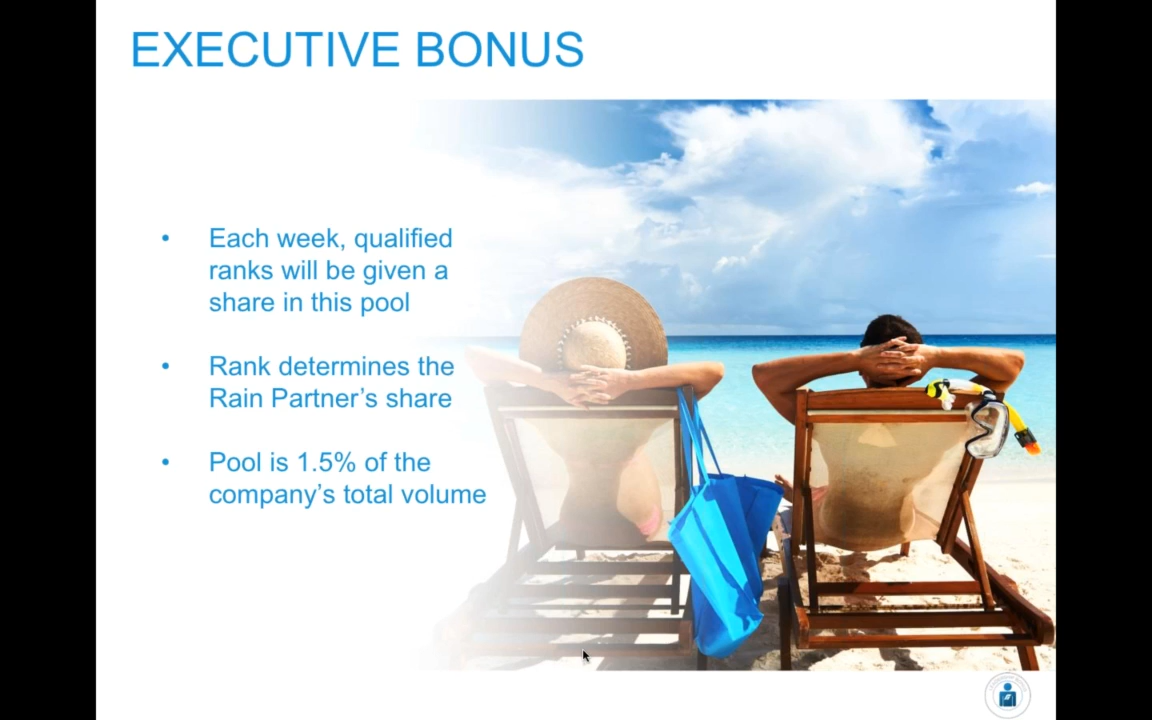 EXECUTIVE BONUS
• Each week, qualified
ranks will be given a
share in this pool
• Rank determines the
Rain Partner’s share
• Pool is 1.5% of the
company’s total volume